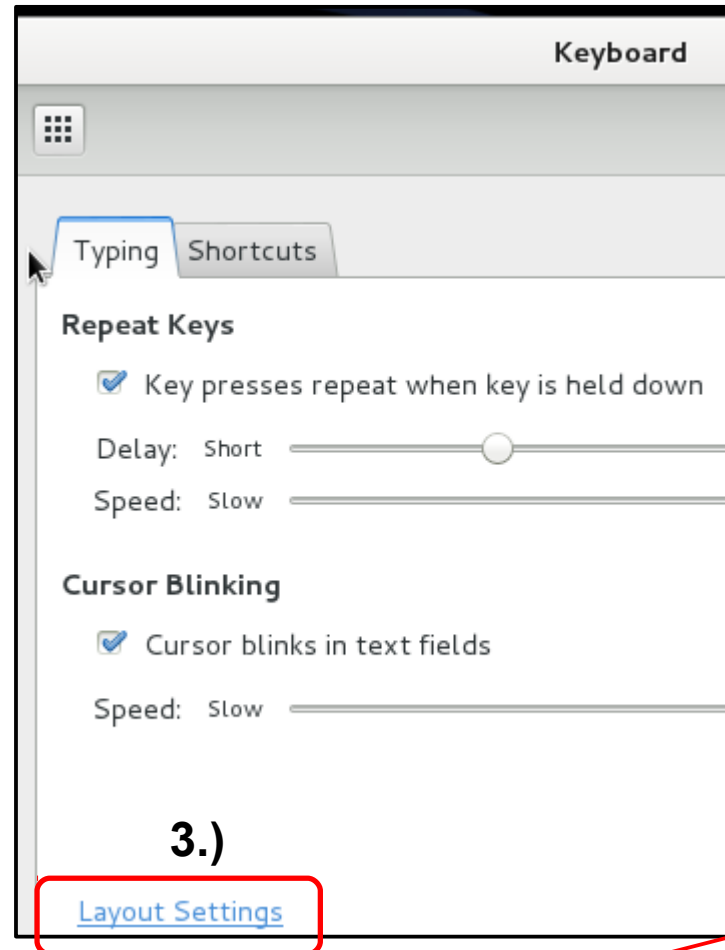 Keyboard
Typing Shortcuts
Repeat Keys
Key presses repeat when key is held down
Delay: Short
Speed: Slow
Cursor Blinking
Cursor blinks in text fields
Speed: Slow
3.)
Layout Settings